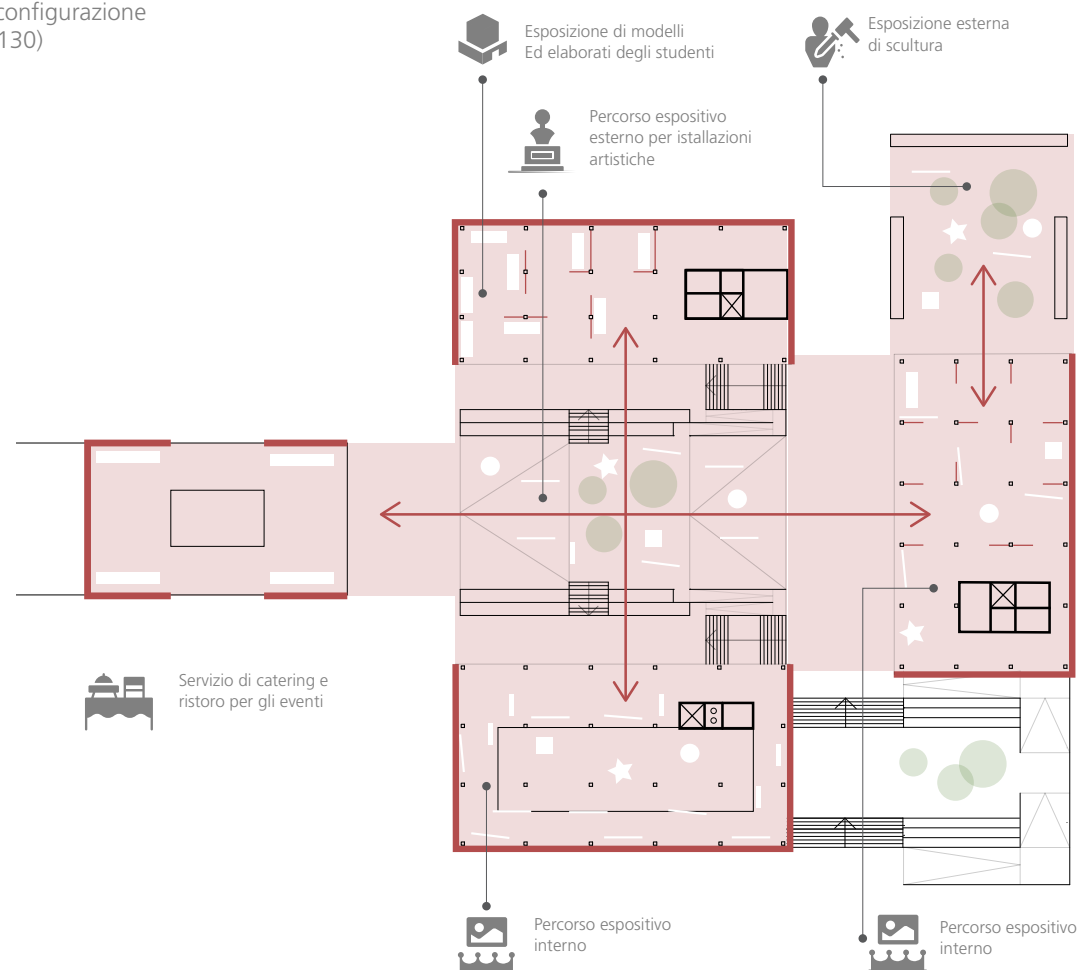 configurazione
130)
Esposizione di modelli
Ed elaborati degli studenti
Esposizione esterna
di scultura
Percorso espositivo
esterno per istallazioni
artistiche
Servizio di catering e
ristoro per gli eventi
Percorso espositivo
interno
Percorso espositivo
interno